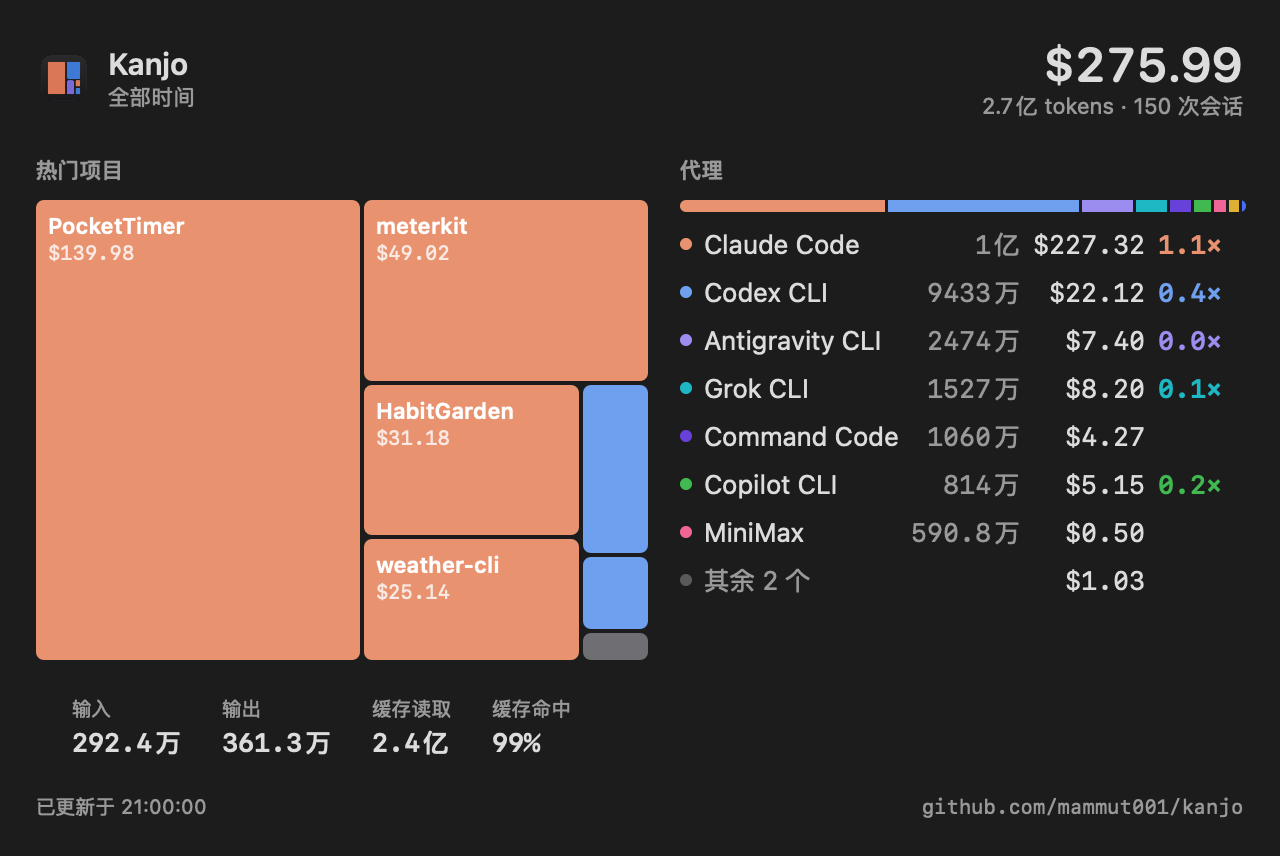 Kanjo
全部时间
$275.99
2.7亿 tokens · 150 次会话
热门项目
PocketTimer
$139.98
meterkit
$49.02
HabitGarden
$31.18
weather-cli
$25.14
代理
Claude Code 1亿 $227.32 1.1×
Codex CLI 9433万 $22.12 0.4×
Antigravity CLI 2474万 $7.40 0.0×
Grok CLI 1527万 $8.20 0.1×
Command Code 1060万 $4.27
Copilot CLI 814万 $5.15 0.2×
MiniMax 590.8万 $0.50
其余 2 个 $1.03
输入 输出 缓存读取 缓存命中
292.4万 361.3万 2.4亿 99%
已更新于 21:00:00
github.com/mammut001/kanjo